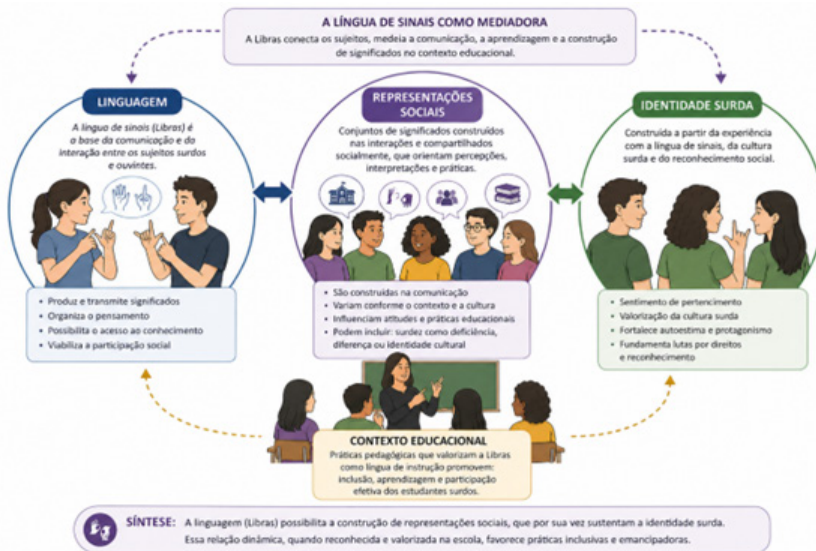 A LÍNGUA DE SINAIS COMO MEDIADORA
A Libras conecta os sujeitos, medeia a comunicação, a aprendizagem e a construção
de significados no contexto educacional.
LINGUAGEM
A língua de sinais (Libras) é
a base da comunicação e da
interação entre os sujeitos surdos
e ouvintes.
• Produz e transmite significados
• Organiza o pensamento
• Possibilita o acesso ao conhecimento
• Viabiliza a participação social
REPRESENTAÇÕES
SOCIAIS
Conjuntos de significados construídos
nas interações e compartilhados
socialmente, que orientam percepções,
interpretações e práticas.
• São construídas na comunicação
• Variam conforme o contexto e a cultura
• Influenciam atitudes e práticas educacionais
• Podem incluir: surdez como deficiência,
diferença ou identidade cultural
IDENTIDADE SURDA
Construída a partir da experiência
com a língua de sinais, da cultura
surda e do reconhecimento social.
• Sentimento de pertencimento
• Valorização da cultura surda
• Fortalece autoestima e protagonismo
• Fundamenta lutas por direitos
e reconhecimento
CONTEXTO EDUCACIONAL
Práticas pedagógicas que valorizam a Libras
como língua de instrução promovem:
inclusão, aprendizagem e participação
efetiva dos estudantes surdos.
SÍNTESE: A linguagem (Libras) possibilita a construção de representações sociais, que por sua vez sustentam a identidade surda.
Essa relação dinâmica, quando reconhecida e valorizada na escola, favorece práticas inclusivas e emancipadoras.